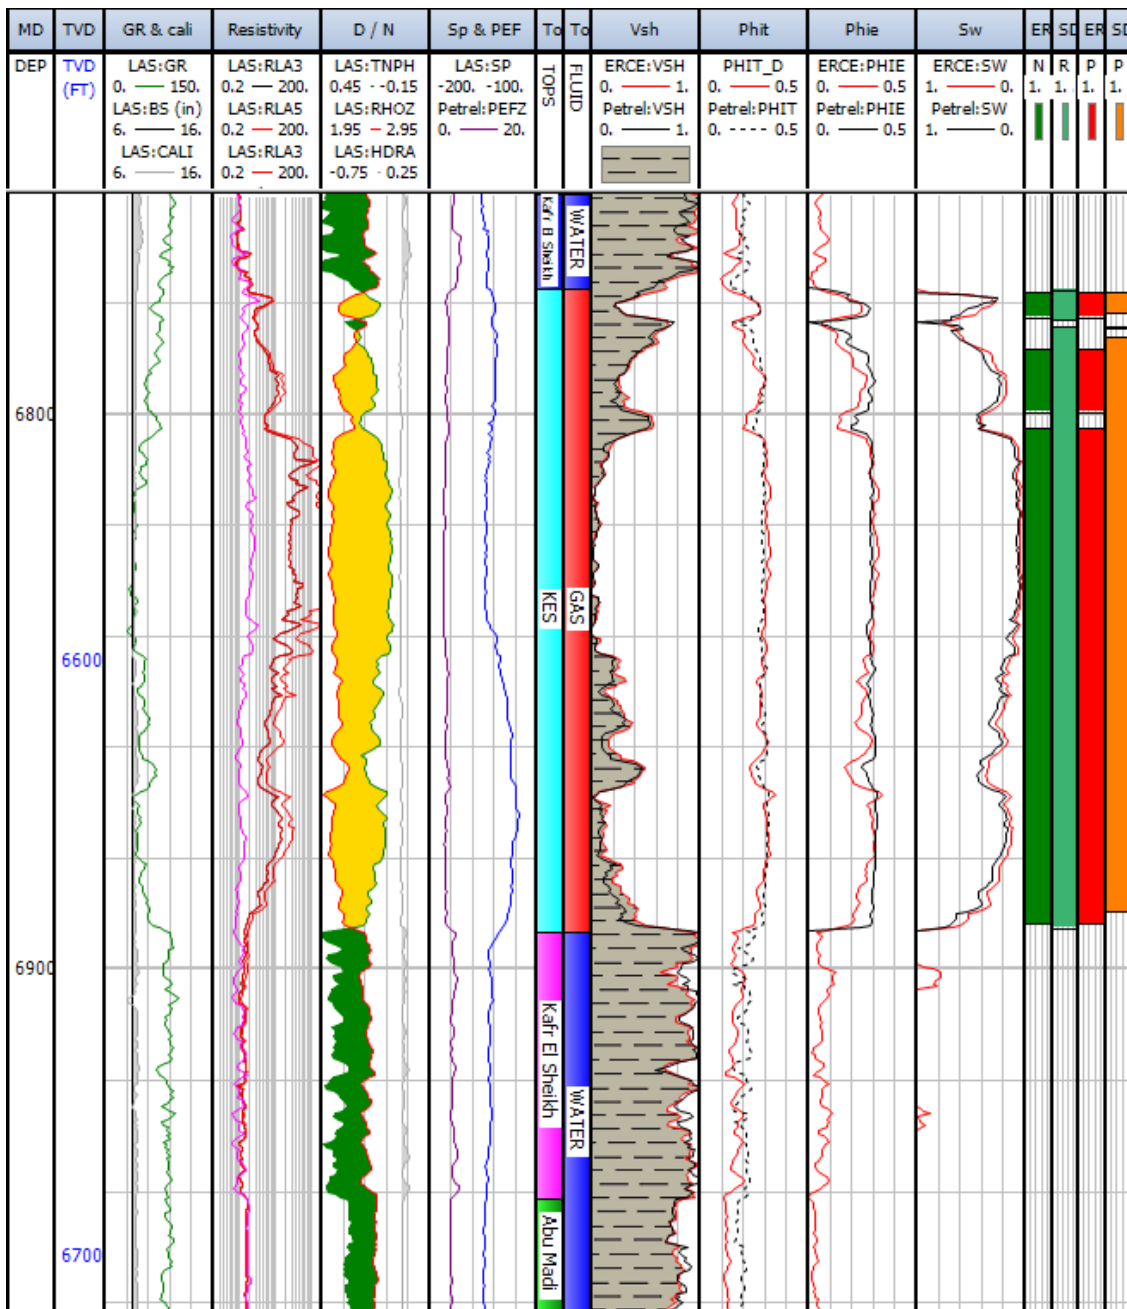 MD TVD GR & cali Resistivity D / N Sp & PEF To To Vsh Phit Phie Sw ER SD ER SD
DEP TVD (FT)
LAS:GR
0. 150.
LAS:BS (in)
6. 16.
LAS:CALI
6. 16.
LAS:RLA3
0.2 200.
LAS:RLA5
0.2 200.
LAS:RLA3
0.2 200.
LAS:TNPH
0.45 -0.15
LAS:RHOZ
1.95 2.95
LAS:HDRA
-0.75 0.25
LAS:SP
-200. -100.
Petrel:PEFZ
0. 20.
TOPS
FLUID
ERCE:VSH
0. 1.
Petrel:VSH
0. 1.
PHIT_D
0. 0.5
Petrel:PHIT
0. 0.5
ERCE:PHIE
0. 0.5
Petrel:PHIE
0. 0.5
ERCE:SW
1. 0.
Petrel:SW
1. 0.
N R P P
1. 1. 1. 1.
Kafr B Sheikh
WATER
6800
KES
GAS
6600
6900
Kafr El Sheikh
WATER
Abu Madi
6700